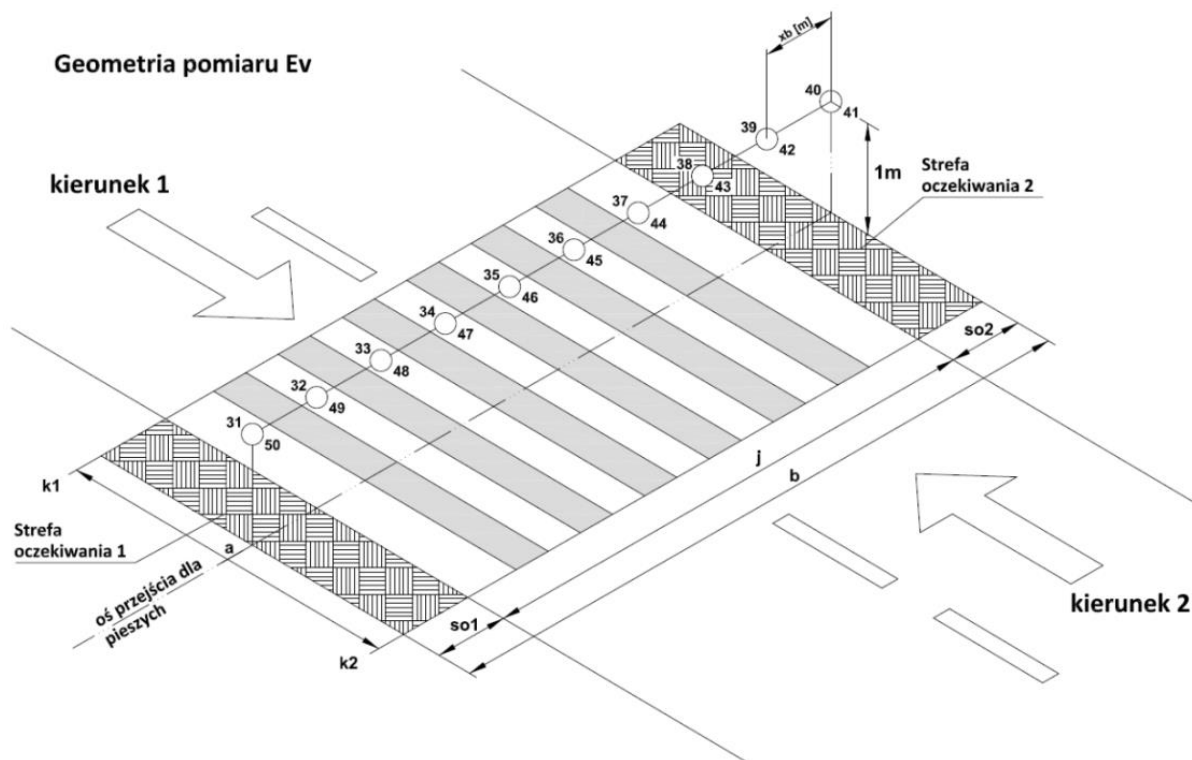 Geometria pomiaru Ev
xb [m]
40
41
39
42
1m
38
43
Strefa
oczekiwania 2
kierunek 1
37
44
36
45
35
46
34
47
33
48
32
49
31
50
so2
j
b
k1
Strefa
oczekiwania 1
a
oś przejścia dla
pieszych
so1
k2
kierunek 2